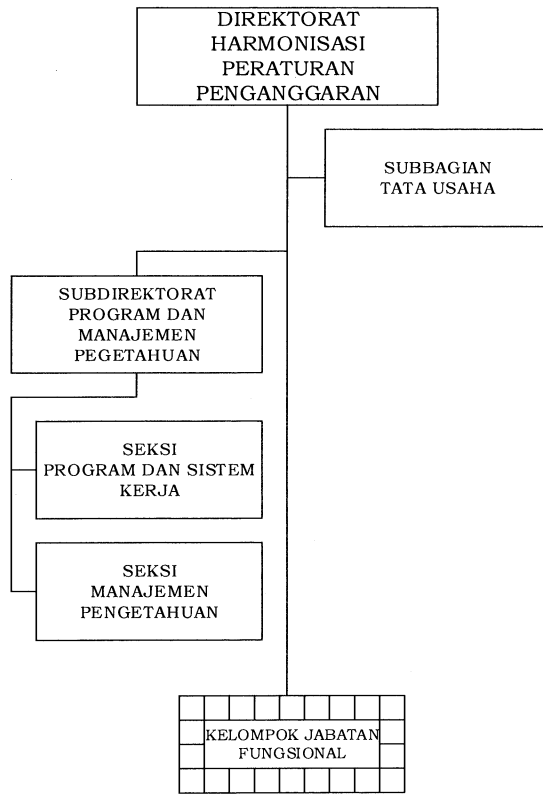 DIREKTORAT
HARMONISASI
PERATURAN
PENGANGGARAN
SUBBAGIAN
TATA USAHA
SUBDIREKTORAT
PROGRAM DAN
MANAJEMEN
PEGETAHUAN
SEKSI
PROGRAM DAN SISTEM
KERJA
SEKSI
MANAJEMEN
PENGETAHUAN
KELOMPOK JABATAN
FUNGSIONAL